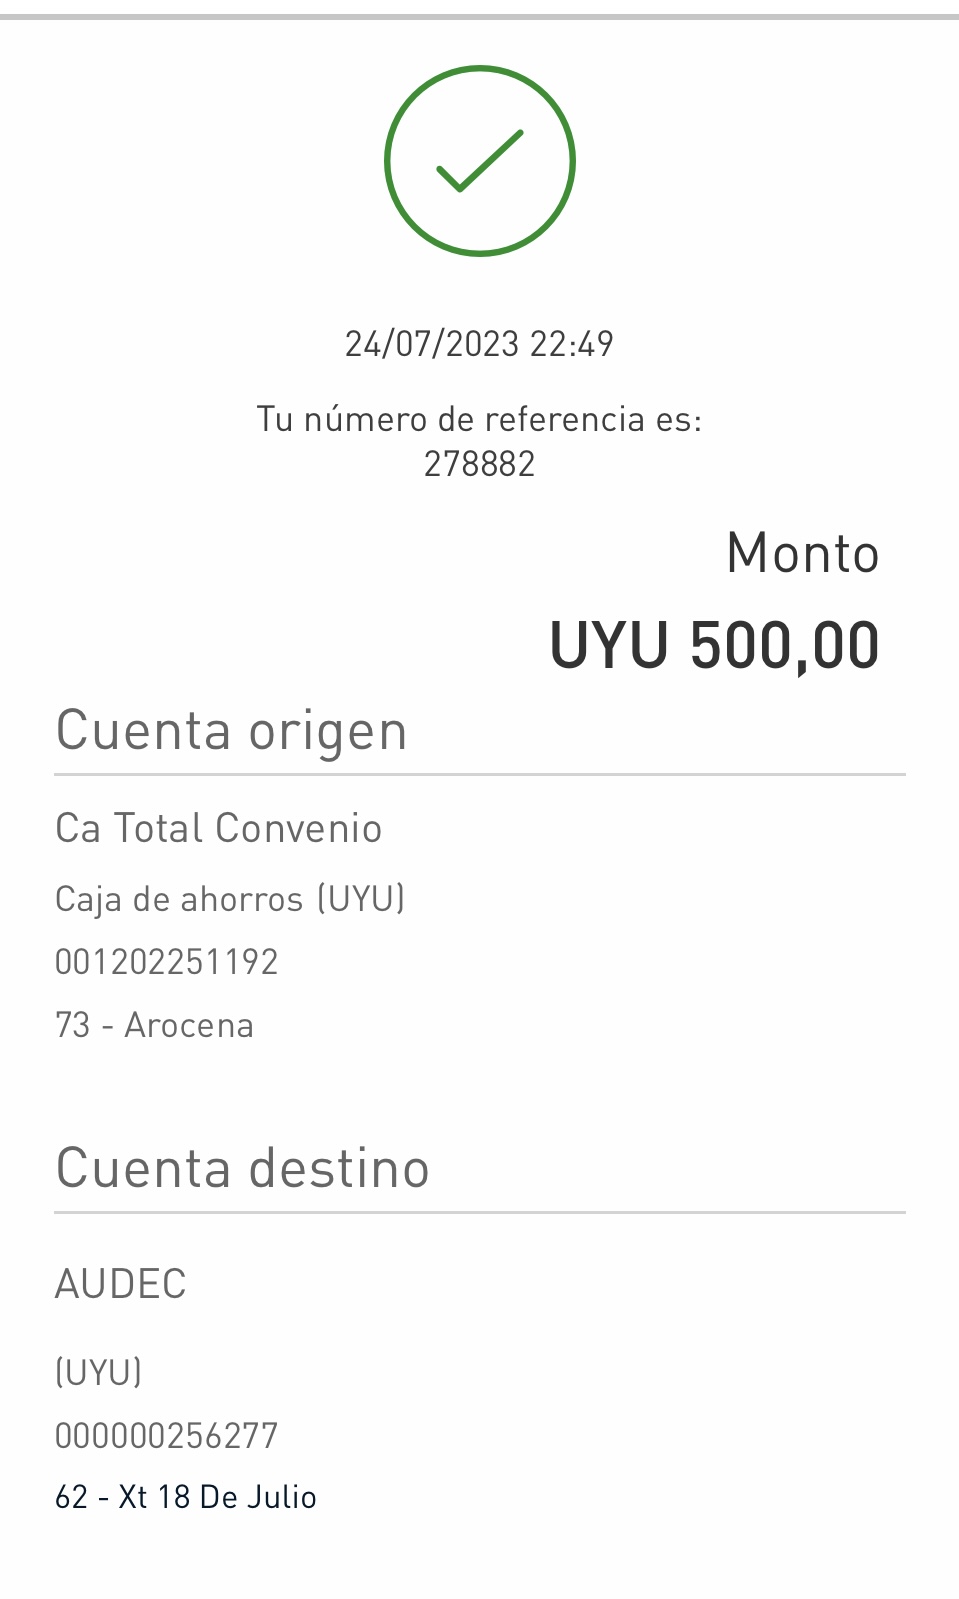 24/07/2023 22:49
Tu número de referencia es:
278882
Monto
UYU 500,00
Cuenta origen
Ca Total Convenio
Caja de ahorros (UYU)
001202251192
73 - Arocena
Cuenta destino
AUDEC
(UYU)
000000256277
62 - Xt 18 De Julio